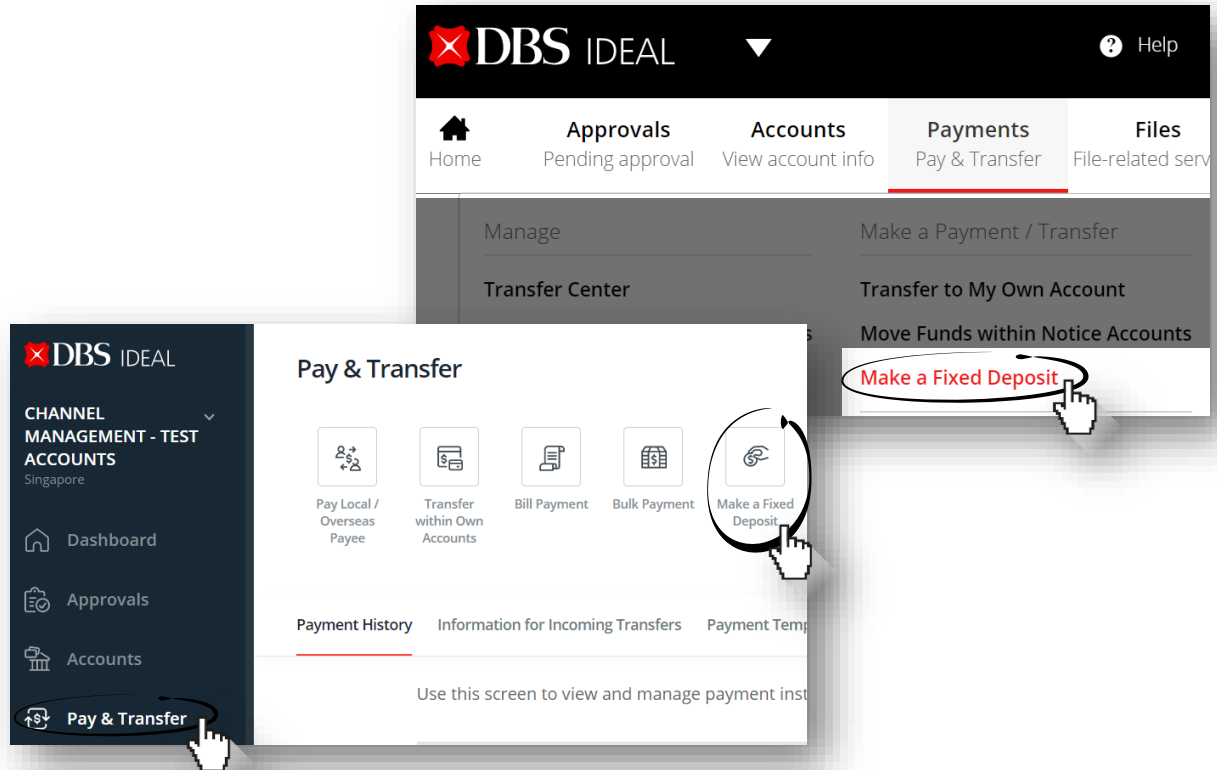 DBS IDEAL
Help
Home
Approvals
Pending approval
Accounts
View account info
Payments
Pay & Transfer
Files
File-related serv
Manage
Make a Payment / Transfer
Transfer Center
Transfer to My Own Account
Move Funds within Notice Accounts
Make a Fixed Deposit
DBS IDEAL
CHANNEL
MANAGEMENT - TEST
ACCOUNTS
Singapore
Dashboard
Approvals
Accounts
Pay & Transfer
Pay & Transfer
Pay Local /
Overseas
Payee
Transfer
within Own
Accounts
Bill Payment
Bulk Payment
Make a Fixed
Deposit
Payment History
Information for Incoming Transfers
Payment Temp
Use this screen to view and manage payment inst